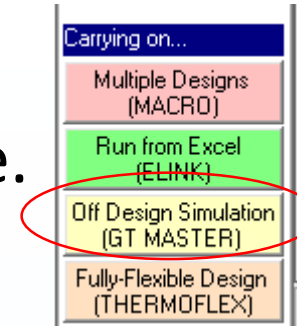 Carrying on...
Multiple Designs
(MACRO)
e.
Run from Excel
(ELINK)
Off Design Simulation
(GT MASTER)
Fully-Flexible Design
(THERMOFLEX)